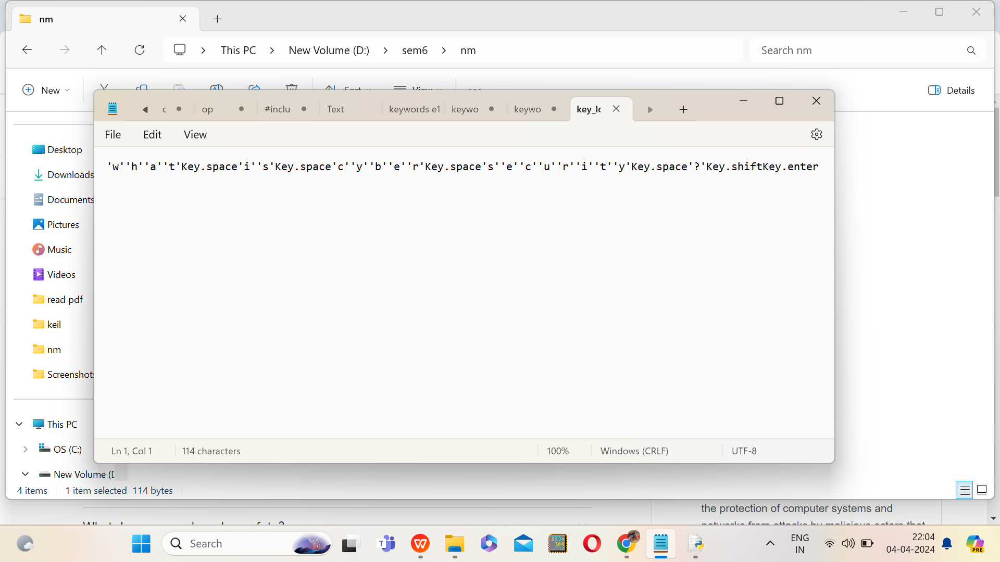 nm
This PC
New Volume (D:)
sem6
nm
Search nm
New
Details
c
op
#inclu
Text
keywords e1
keywo
keywo
key_lo
File
Edit
View
'w''h''a''t'Key.space'i''s'Key.space'c''y''b''e''r'Key.space's''e''c''u''r''i''t''y'Key.space'?'Key.shiftKey.enter
Desktop
Downloads
Documents
Pictures
Music
Videos
read pdf
keil
nm
Screenshots
This PC
OS (C:)
New Volume (D
Ln 1, Col 1
114 characters
100%
Windows (CRLF)
UTF-8
4 items
1 item selected
114 bytes
the protection of computer systems and
Search
ENG
IN
22:04
04-04-2024
PRE